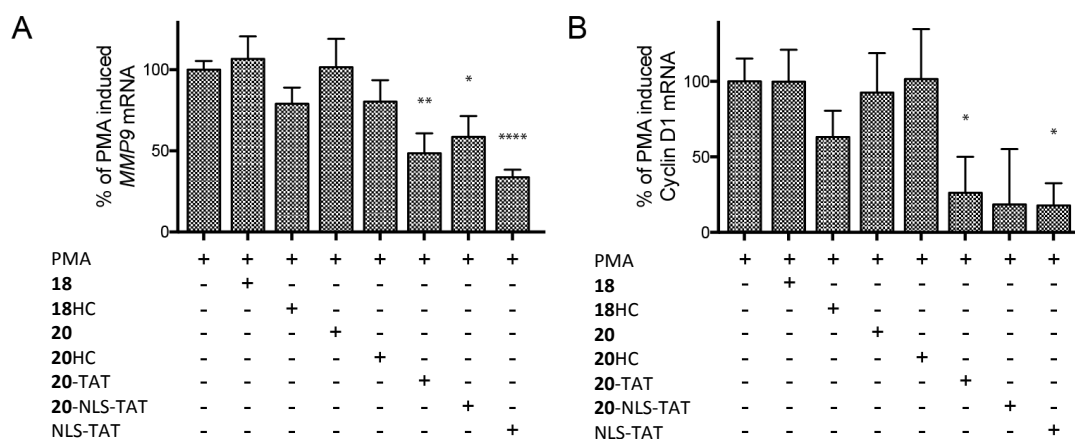 A
% of PMA induced
MMP9 mRNA
100
50
0
**
*
****
PMA + + + + + + + +
18 - + - - - - - -
18HC - - + - - - - -
20 - - - + - - - -
20HC - - - - + - - -
20-TAT - - - - - + - -
20-NLS-TAT - - - - - - + -
NLS-TAT - - - - - - - +
B
% of PMA induced
Cyclin D1 mRNA
100
50
0
*
*
PMA + + + + + + + +
18 - + - - - - - -
18HC - - + - - - - -
20 - - - + - - - -
20HC - - - - + - - -
20-TAT - - - - - + - -
20-NLS-TAT - - - - - - + -
NLS-TAT - - - - - - - +